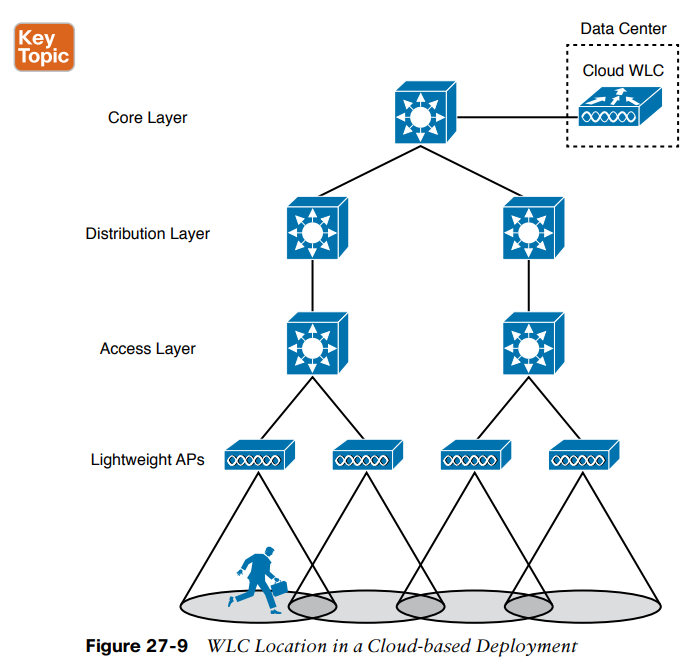 Key
Topic
Data Center
Cloud WLC
Core Layer
Distribution Layer
Access Layer
Lightweight APs
Figure 27-9 WLC Location in a Cloud-based Deployment